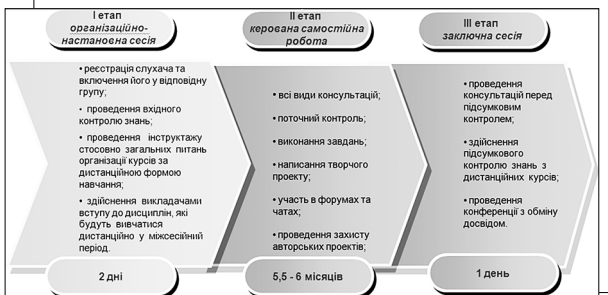 І етап
організаційно-
настановна сесія
• реєстрація слухача та
включення його у відповідну
групу;
• проведення вхідного
контролю знань;
• проведення інструктажу
стосовно загальних питань
організації курсів за
дистанційною формою
навчання;
• здійснення викладачами
вступу до дисциплін, які
будуть вивчатися
дистанційно у міжсесійний
період.
2 дні
ІІ етап
керована самостійна
робота
• всі види консультацій;
• поточний контроль;
• виконання завдань;
• написання творчого
проекту;
• участь в форумах та
чатах;
• проведення захисту
авторських проектів;
5,5 - 6 місяців
ІІІ етап
заключна сесія
• проведення
консультацій перед
підсумковим
контролем;
• здійснення
підсумкового
контролю знань з
дистанційних курсів;
• проведення
конференції з обміну
досвідом.
1 день